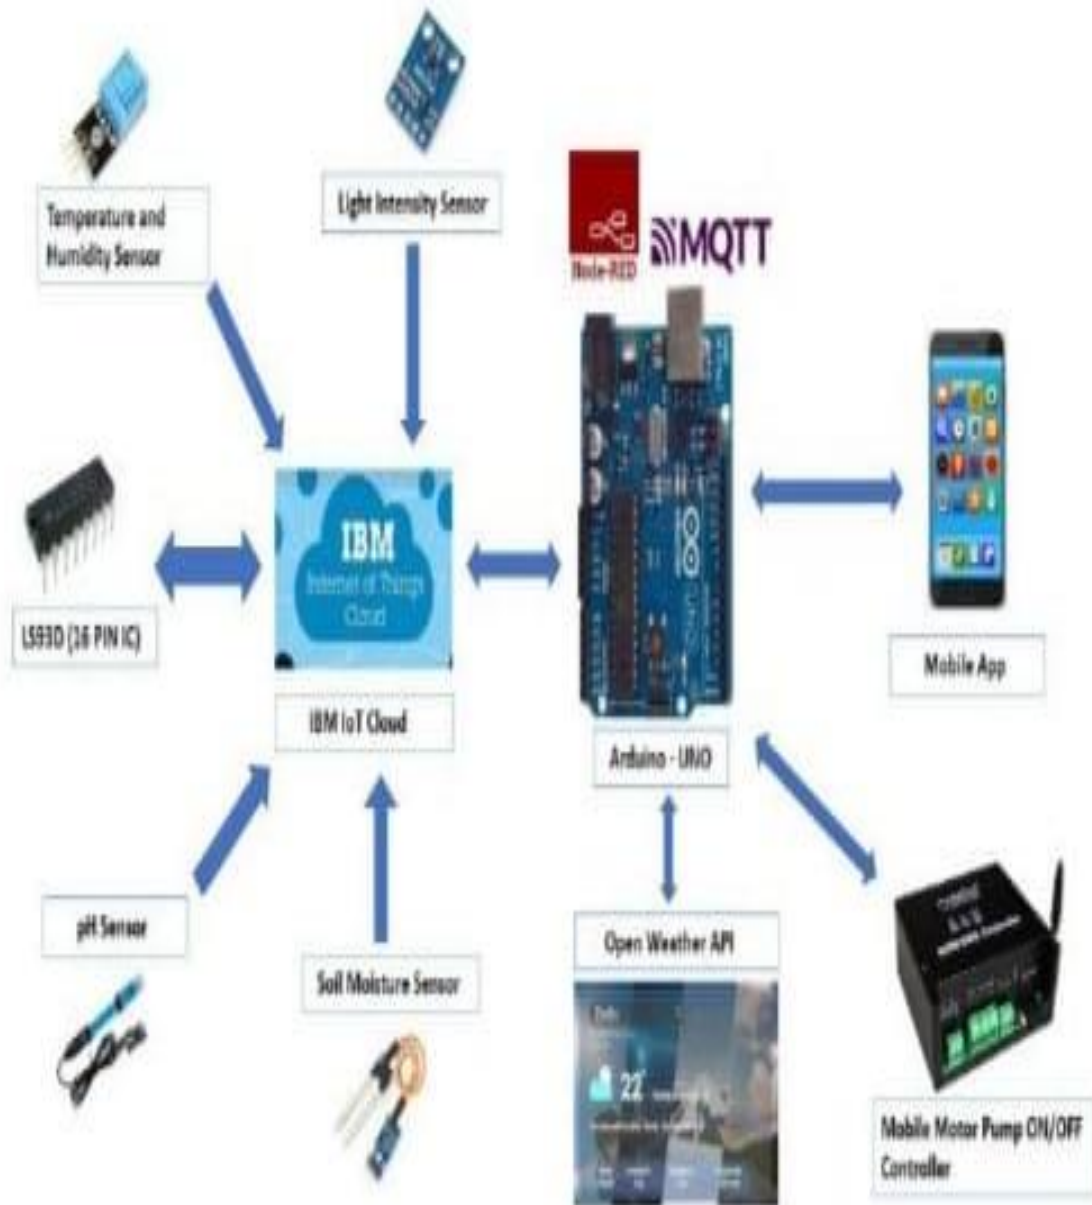 Temperature and
Humidity Sensor
Light Intensity Sensor
Node-RED
MQTT
IBM
Internet of Things
Cloud
LS93D (16 PIN IC)
IBM IoT Cloud
Arduino - UNO
Mobile App
pH Sensor
Soil Moisture Sensor
Open Weather API
22°
Mobile Motor Pump ON/OFF
Controller